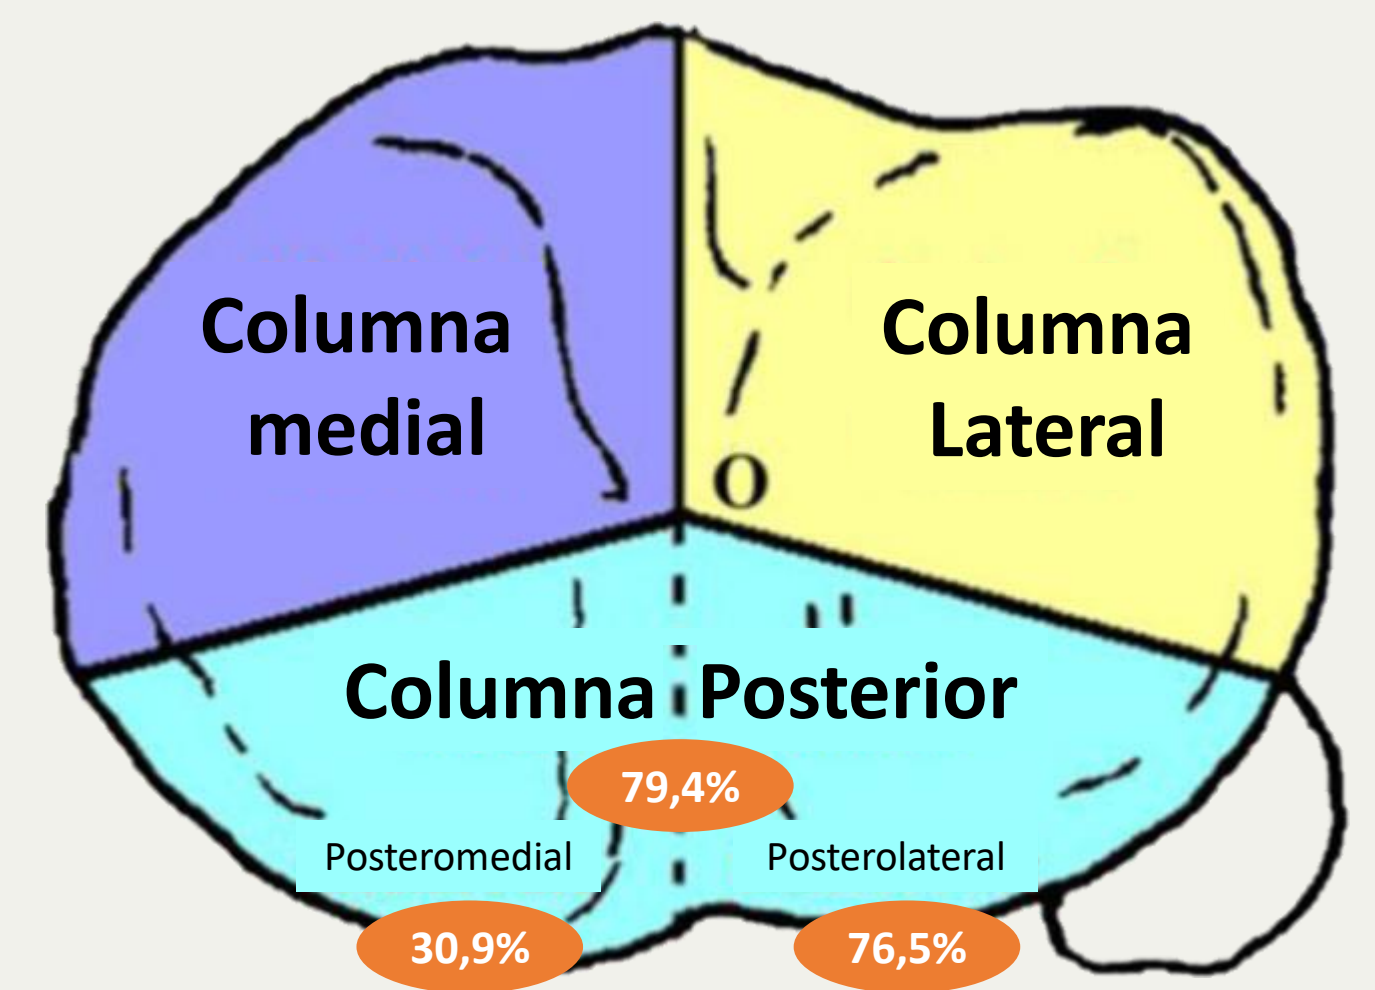 Columna
medial
Columna
Lateral
O
Columna Posterior
79,4%
Posteromedial
Posterolateral
30,9%
76,5%